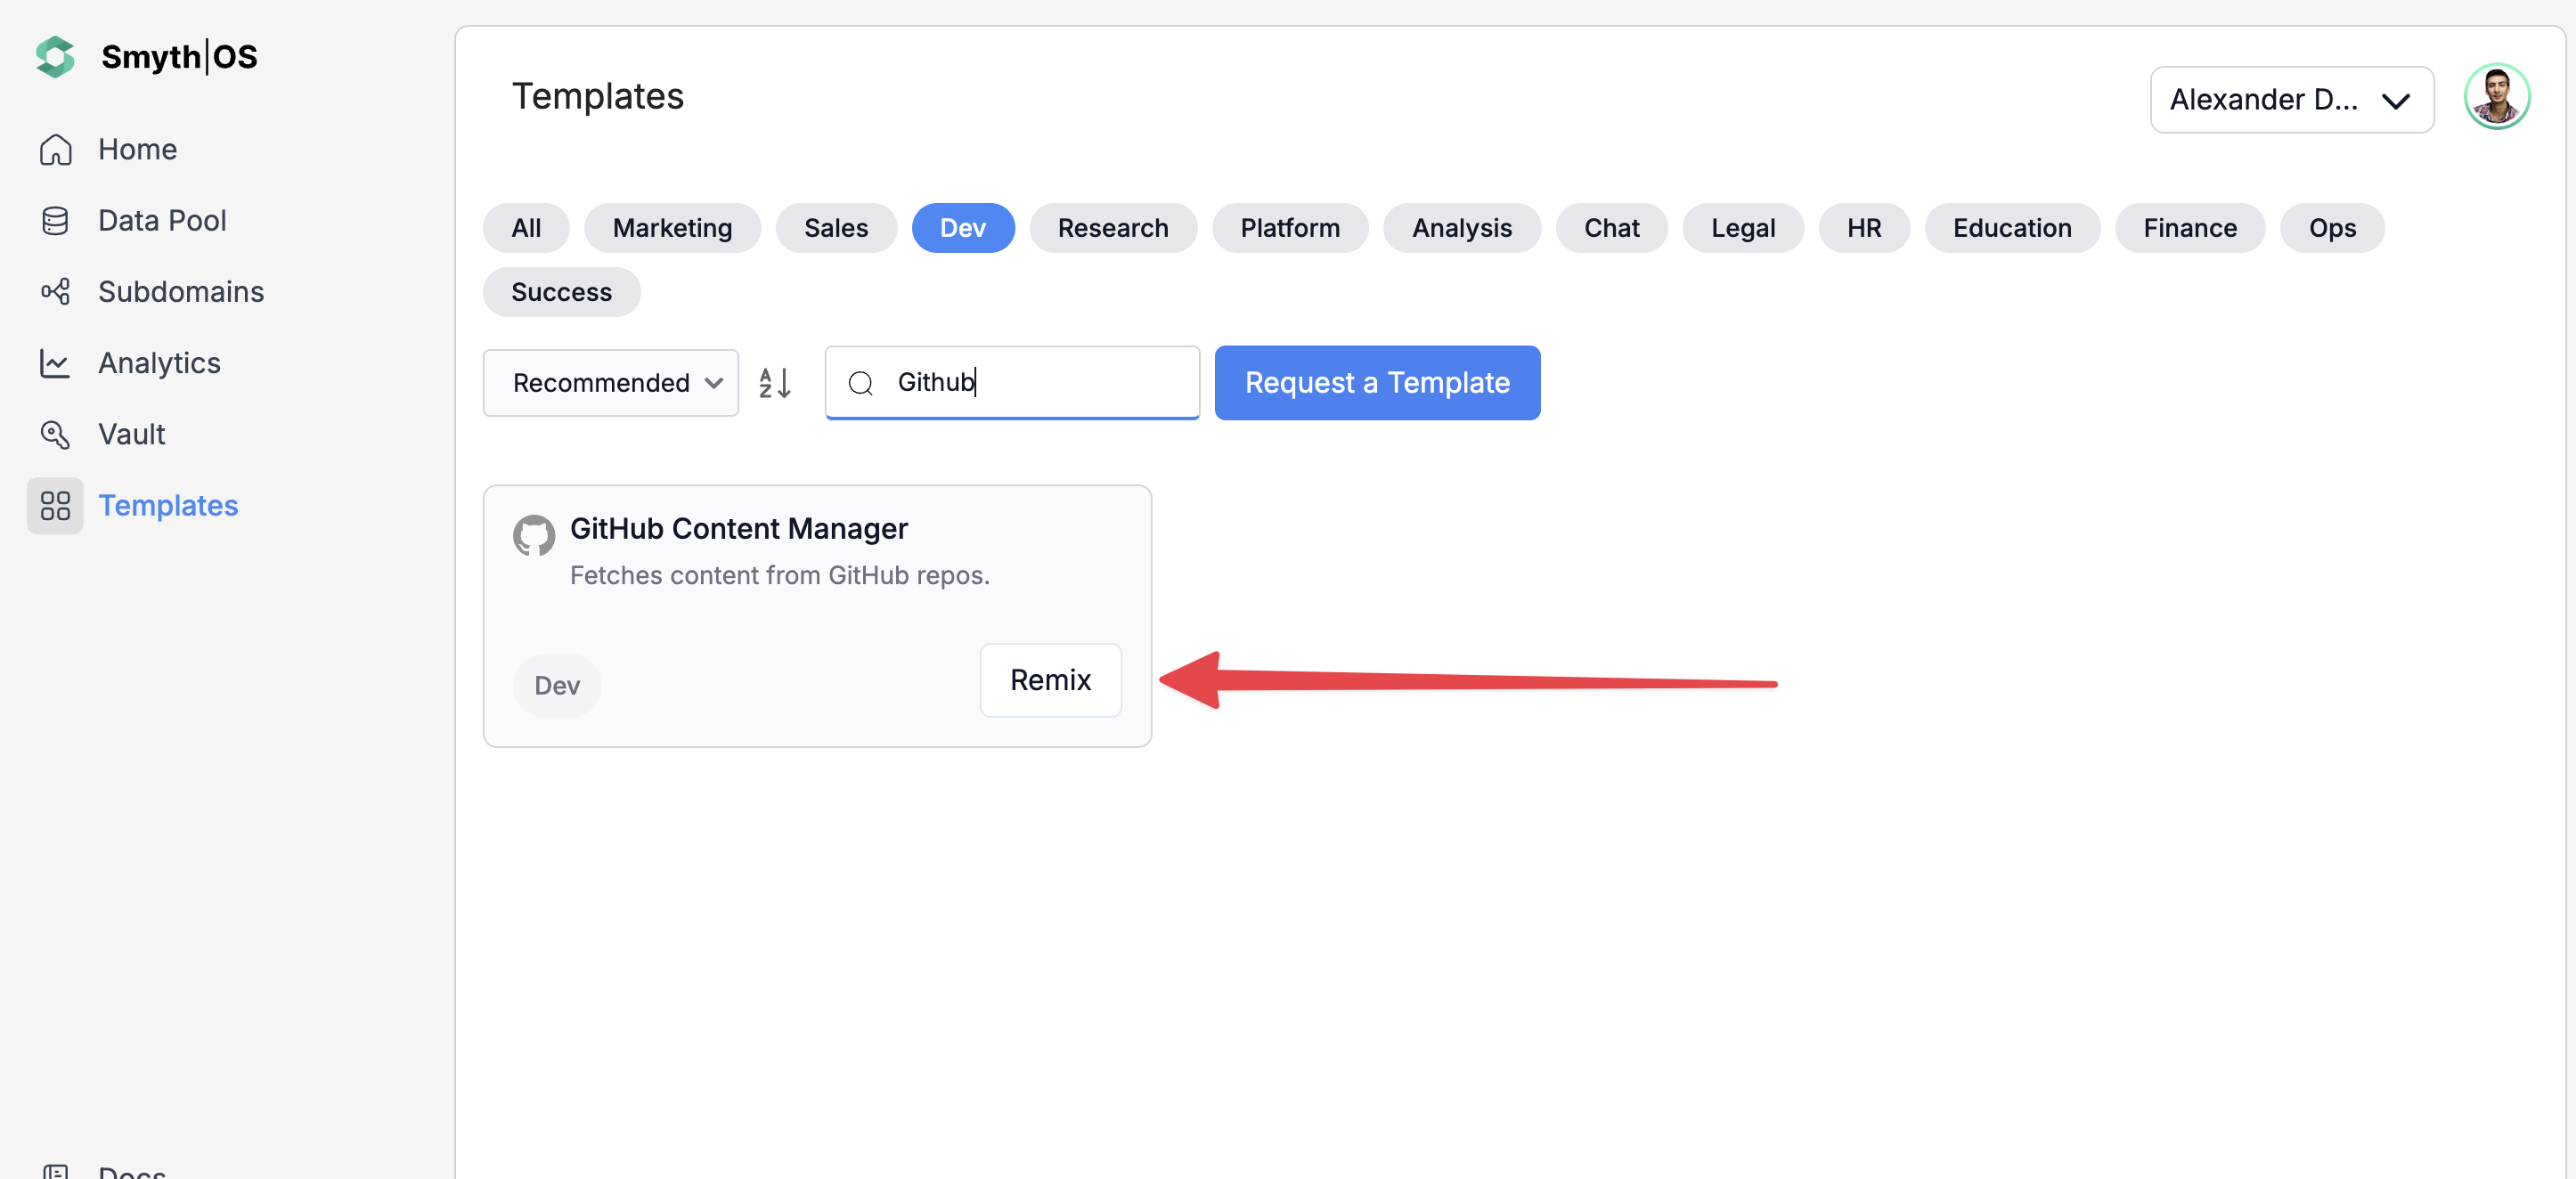 Smyth|OS
Home
Data Pool
Subdomains
Analytics
Vault
Templates
Docs
Templates
Alexander D...
All Marketing Sales Dev Research Platform Analysis Chat Legal HR Education Finance Ops
Success
Recommended
A
Z
Github
Request a Template
GitHub Content Manager
Fetches content from GitHub repos.
Dev
Remix